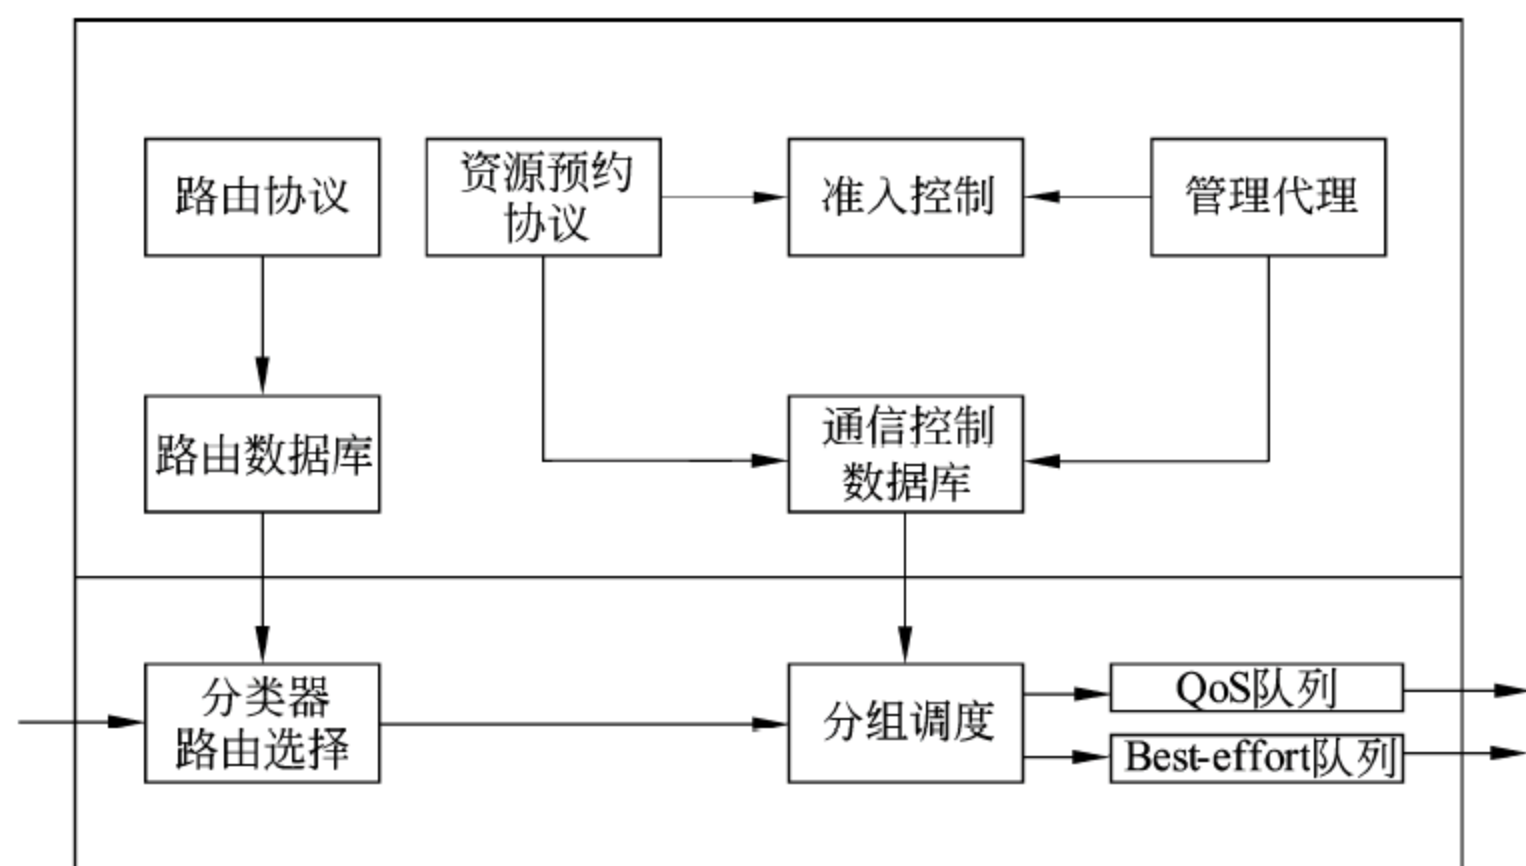 路由协议
资源预约
协议
准入控制
管理代理
路由数据库
通信控制
数据库
分类器
路由选择
分组调度
QoS队列
Best-effort队列